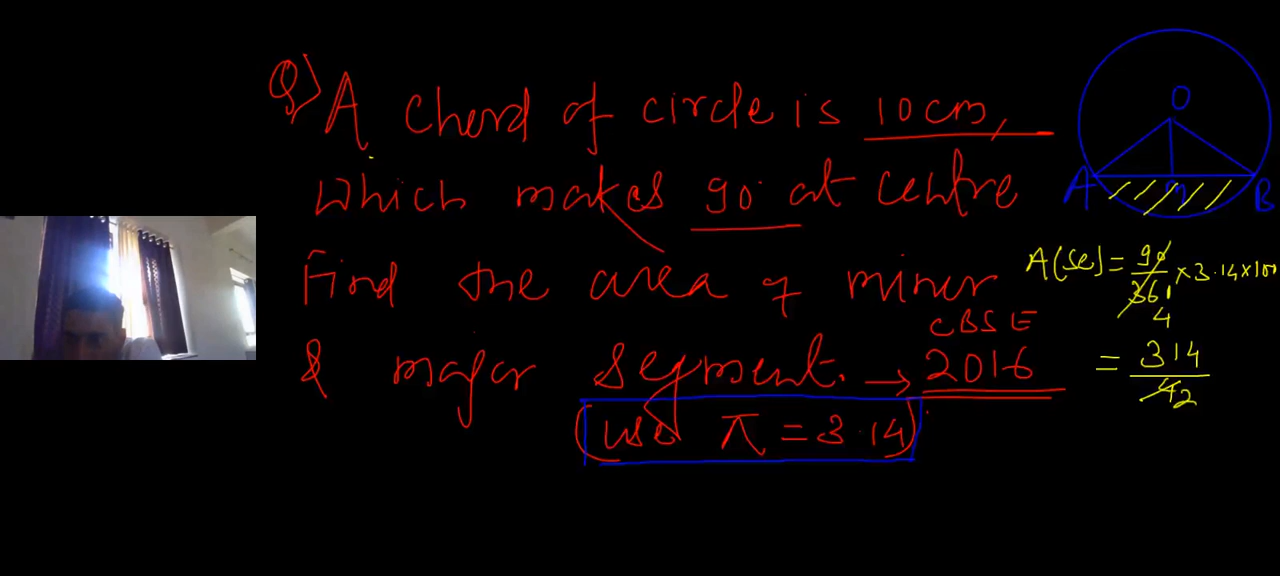 Q) A Chord of circle is 10cm,
which makes 90° at centre
Find the area of minor
& major segment. → CBSE 2016
(use π = 3.14)
O
A M B
A(se) = 90/360 × 3.14 × 100
4
= 314/42